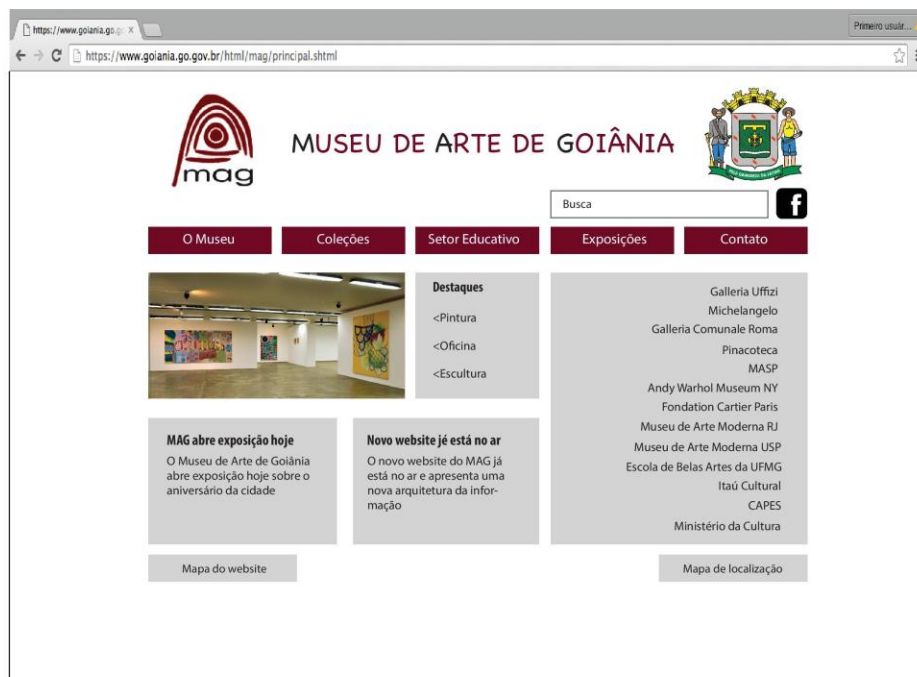 https://www.goiania.go.g
Primeiro usuár...
https://www.goiania.go.gov.br/html/mag/principal.shtml
mag
MUSEU DE ARTE DE GOIÂNIA
Busca
f
O Museu
Coleções
Setor Educativo
Exposições
Contato
Destaques
<Pintura
<Oficina
<Escultura
Galleria Uffizi
Michelangelo
Galleria Comunale Roma
Pinacoteca
MASP
Andy Warhol Museum NY
Fondation Cartier Paris
Museu de Arte Moderna RJ
Museu de Arte Moderna USP
Escola de Belas Artes da UFMG
Itaú Cultural
CAPES
Ministério da Cultura
MAG abre exposição hoje
O Museu de Arte de Goiânia
abre exposição hoje sobre o
aniversário da cidade
Novo website jé está no ar
O novo website do MAG já
está no ar e apresenta uma
nova arquitetura da infor-
mação
Mapa do website
Mapa de localização